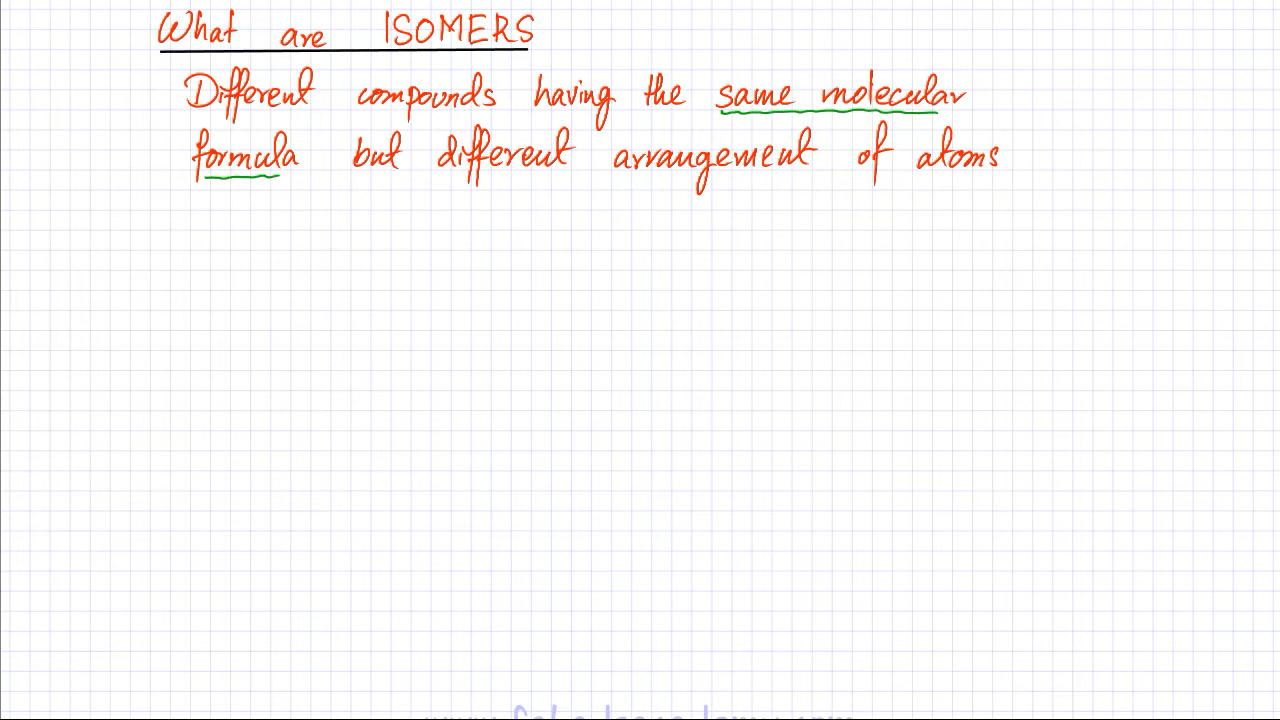 What are ISOMERS
Different compounds having the same molecular
formula but different arrangement of atoms